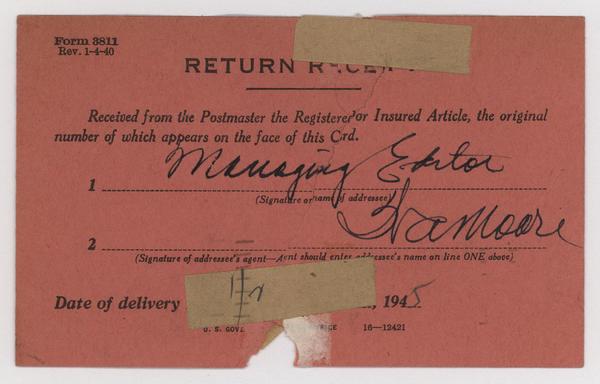 Form 3811
Rev. 1-4-40
RETURN RECEIPT
Received from the Postmaster the Registered or Insured Article, the original
number of which appears on the face of this Card.
1 Managing Editor
(Signature or name of addressee)
2 Moore
(Signature of addressee's agent—Agent should enter addressee's name on line ONE above)
Date of delivery , 1945
U. S. GOV 16—12421